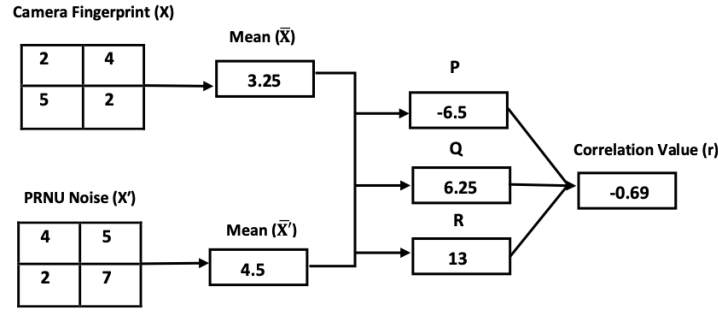 Camera Fingerprint (X)
2 4
5 2
Mean (X̅)
3.25
PRNU Noise (X′)
4 5
2 7
Mean (X̅′)
4.5
P
-6.5
Q
6.25
R
13
Correlation Value (r)
-0.69